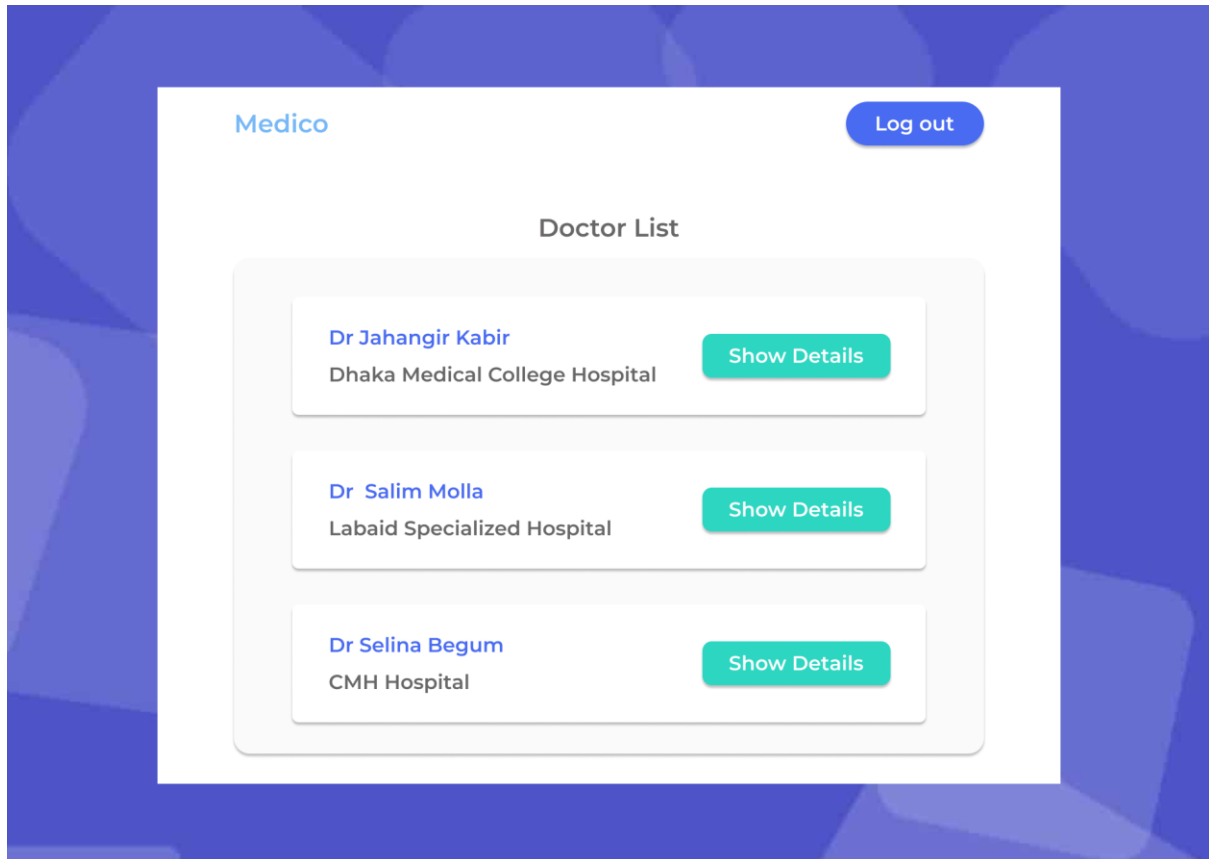 Medico
Log out
Doctor List
Dr Jahangir Kabir
Dhaka Medical College Hospital
Show Details
Dr  Salim Molla
Labaid Specialized Hospital
Show Details
Dr Selina Begum
CMH Hospital
Show Details